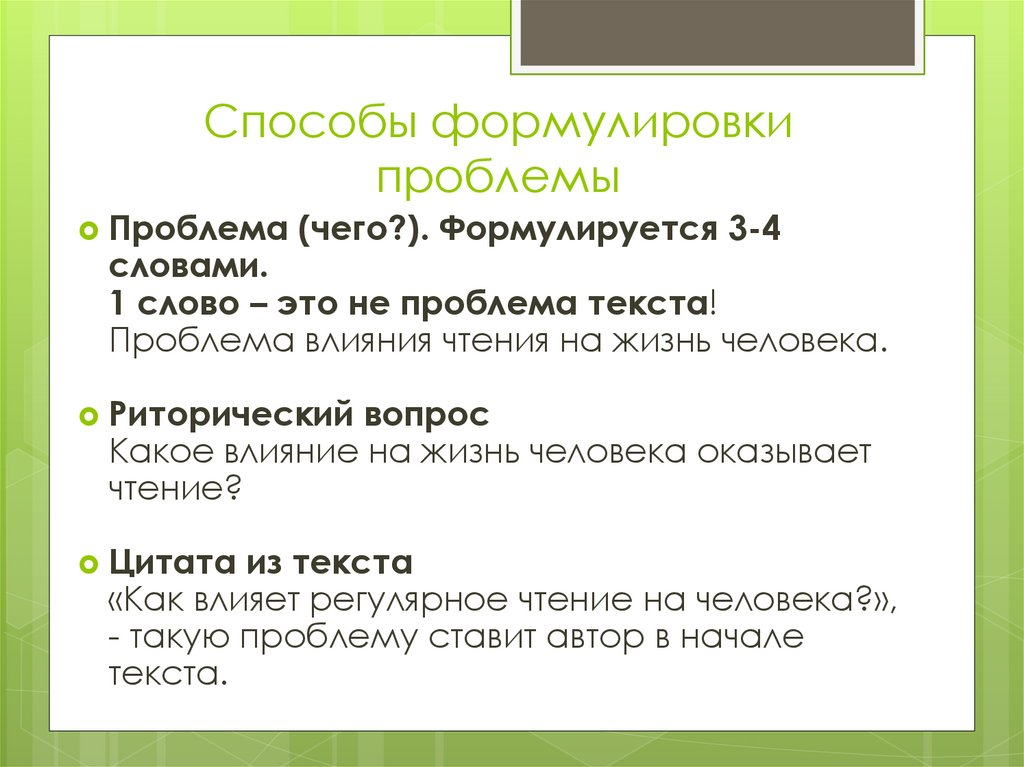 Способы формулировки
проблемы
Проблема (чего?). Формулируется 3-4
словами.
1 слово – это не проблема текста!
Проблема влияния чтения на жизнь человека.
Риторический вопрос
Какое влияние на жизнь человека оказывает
чтение?
Цитата из текста
«Как влияет регулярное чтение на человека?»,
- такую проблему ставит автор в начале
текста.